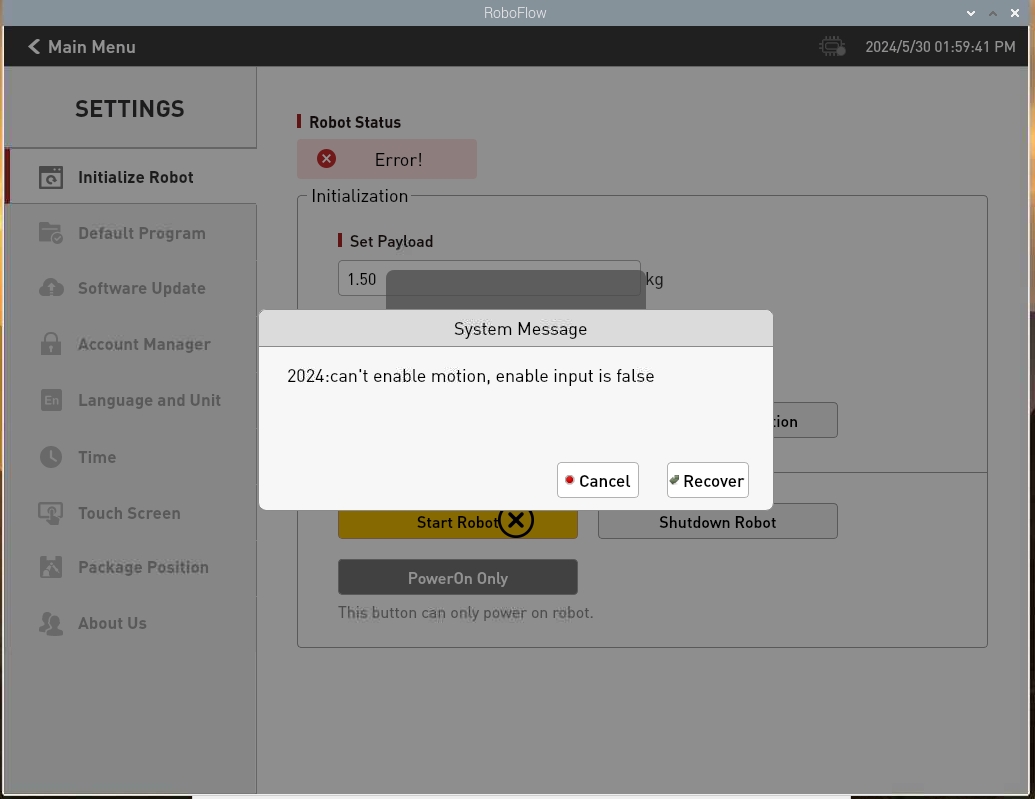 RoboFlow
Main Menu
2024/5/30 01:59:41 PM
SETTINGS
Initialize Robot
Default Program
Software Update
Account Manager
En
Language and Unit
Time
Touch Screen
Package Position
About Us
Robot Status
Error!
Initialization
Set Payload
1.50
kg
System Message
2024:can't enable motion, enable input is false
Cancel
Recover
Start Robot
Shutdown Robot
PowerOn Only
This button can only power on robot.